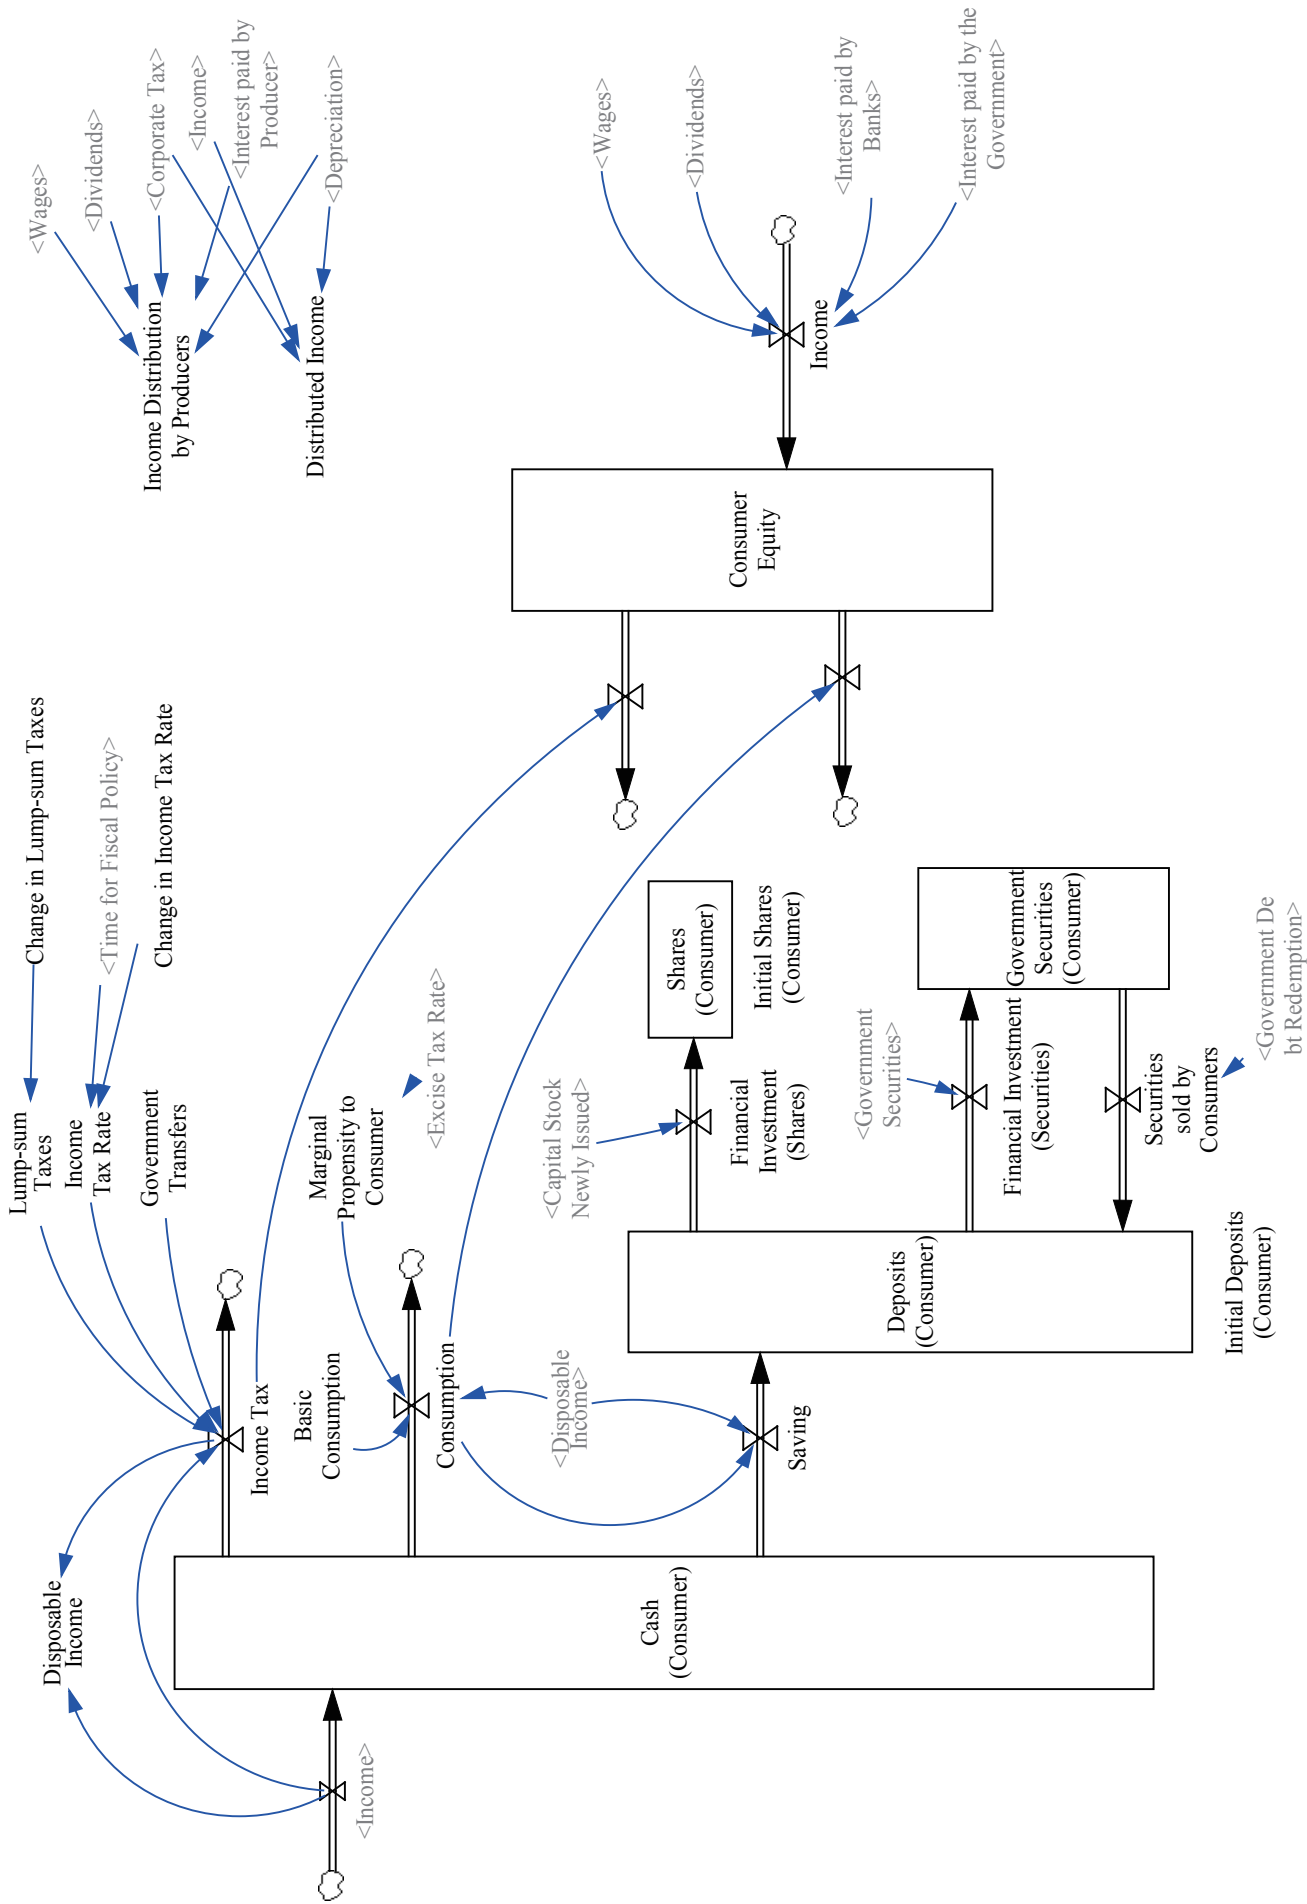 Lump-sum
Taxes
Change in Lump-sum Taxes
Income
Tax Rate
<Time for Fiscal Policy>
Change in Income Tax Rate
Government
Transfers
Disposable
Income
Income Tax
<Income>
Basic
Consumption
Marginal
Propensity to
Consumer
<Excise Tax Rate>
Consumption
<Disposable
Income>
Saving
Cash
(Consumer)
<Capital Stock
Newly Issued>
Financial
Investment
(Shares)
Shares
(Consumer)
Initial Shares
(Consumer)
Deposits
(Consumer)
Initial Deposits
(Consumer)
<Government
Securities>
Financial Investment
(Securities)
Government
Securities
(Consumer)
Securities
sold by
Consumers
<Government De
bt Redemption>
Consumer
Equity
Income
<Wages>
<Dividends>
<Interest paid by
Banks>
<Interest paid by the
Government>
<Wages>
<Dividends>
<Corporate Tax>
<Income>
<Interest paid by
Producer>
<Depreciation>
Income Distribution
by Producers
Distributed Income